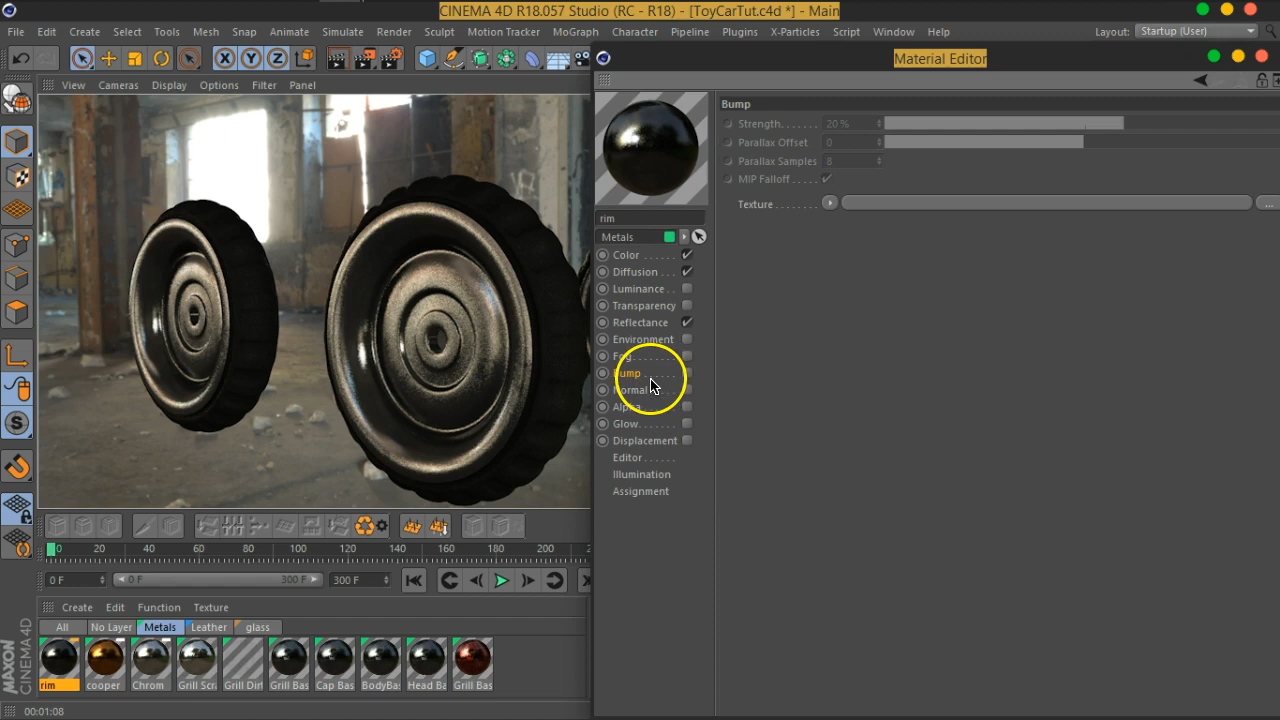 CINEMA 4D R18.057 Studio (RC - R18) - [ToyCarTut.c4d *] - Main
File Edit Create Select Tools Mesh Snap Animate Simulate Render Sculpt Motion Tracker MoGraph Character Pipeline Plugins X-Particles Script Window Help Layout: Startup (User)
X Y Z
Material Editor
View Cameras Display Options Filter Panel
Bump
Strength. . . . . . . 20 %
Parallax Offset 0
Parallax Samples 8
MIP Falloff . . . . . ✓
Texture . . . . . . . . ...
rim
Metals
Color . . . . . . ✓
Diffusion . . . ✓
Luminance . .
Transparency
Reflectance ✓
Environment
Fog
Bump
Normal
Alpha
Glow. . . . . . .
Displacement
Editor . . . . . .
Illumination
Assignment
S
0 20 40 60 80 100 120 140 160 180 200
0 F 0 F 300 F 300 F
Create Edit Function Texture
All No Layer Metals Leather glass
rim cooper Chrom Grill Scra Grill Dirt Grill Bas Cap Bas BodyBa: Head Ba Grill Bas
MAXON
CINEMA 4D
00:01:08